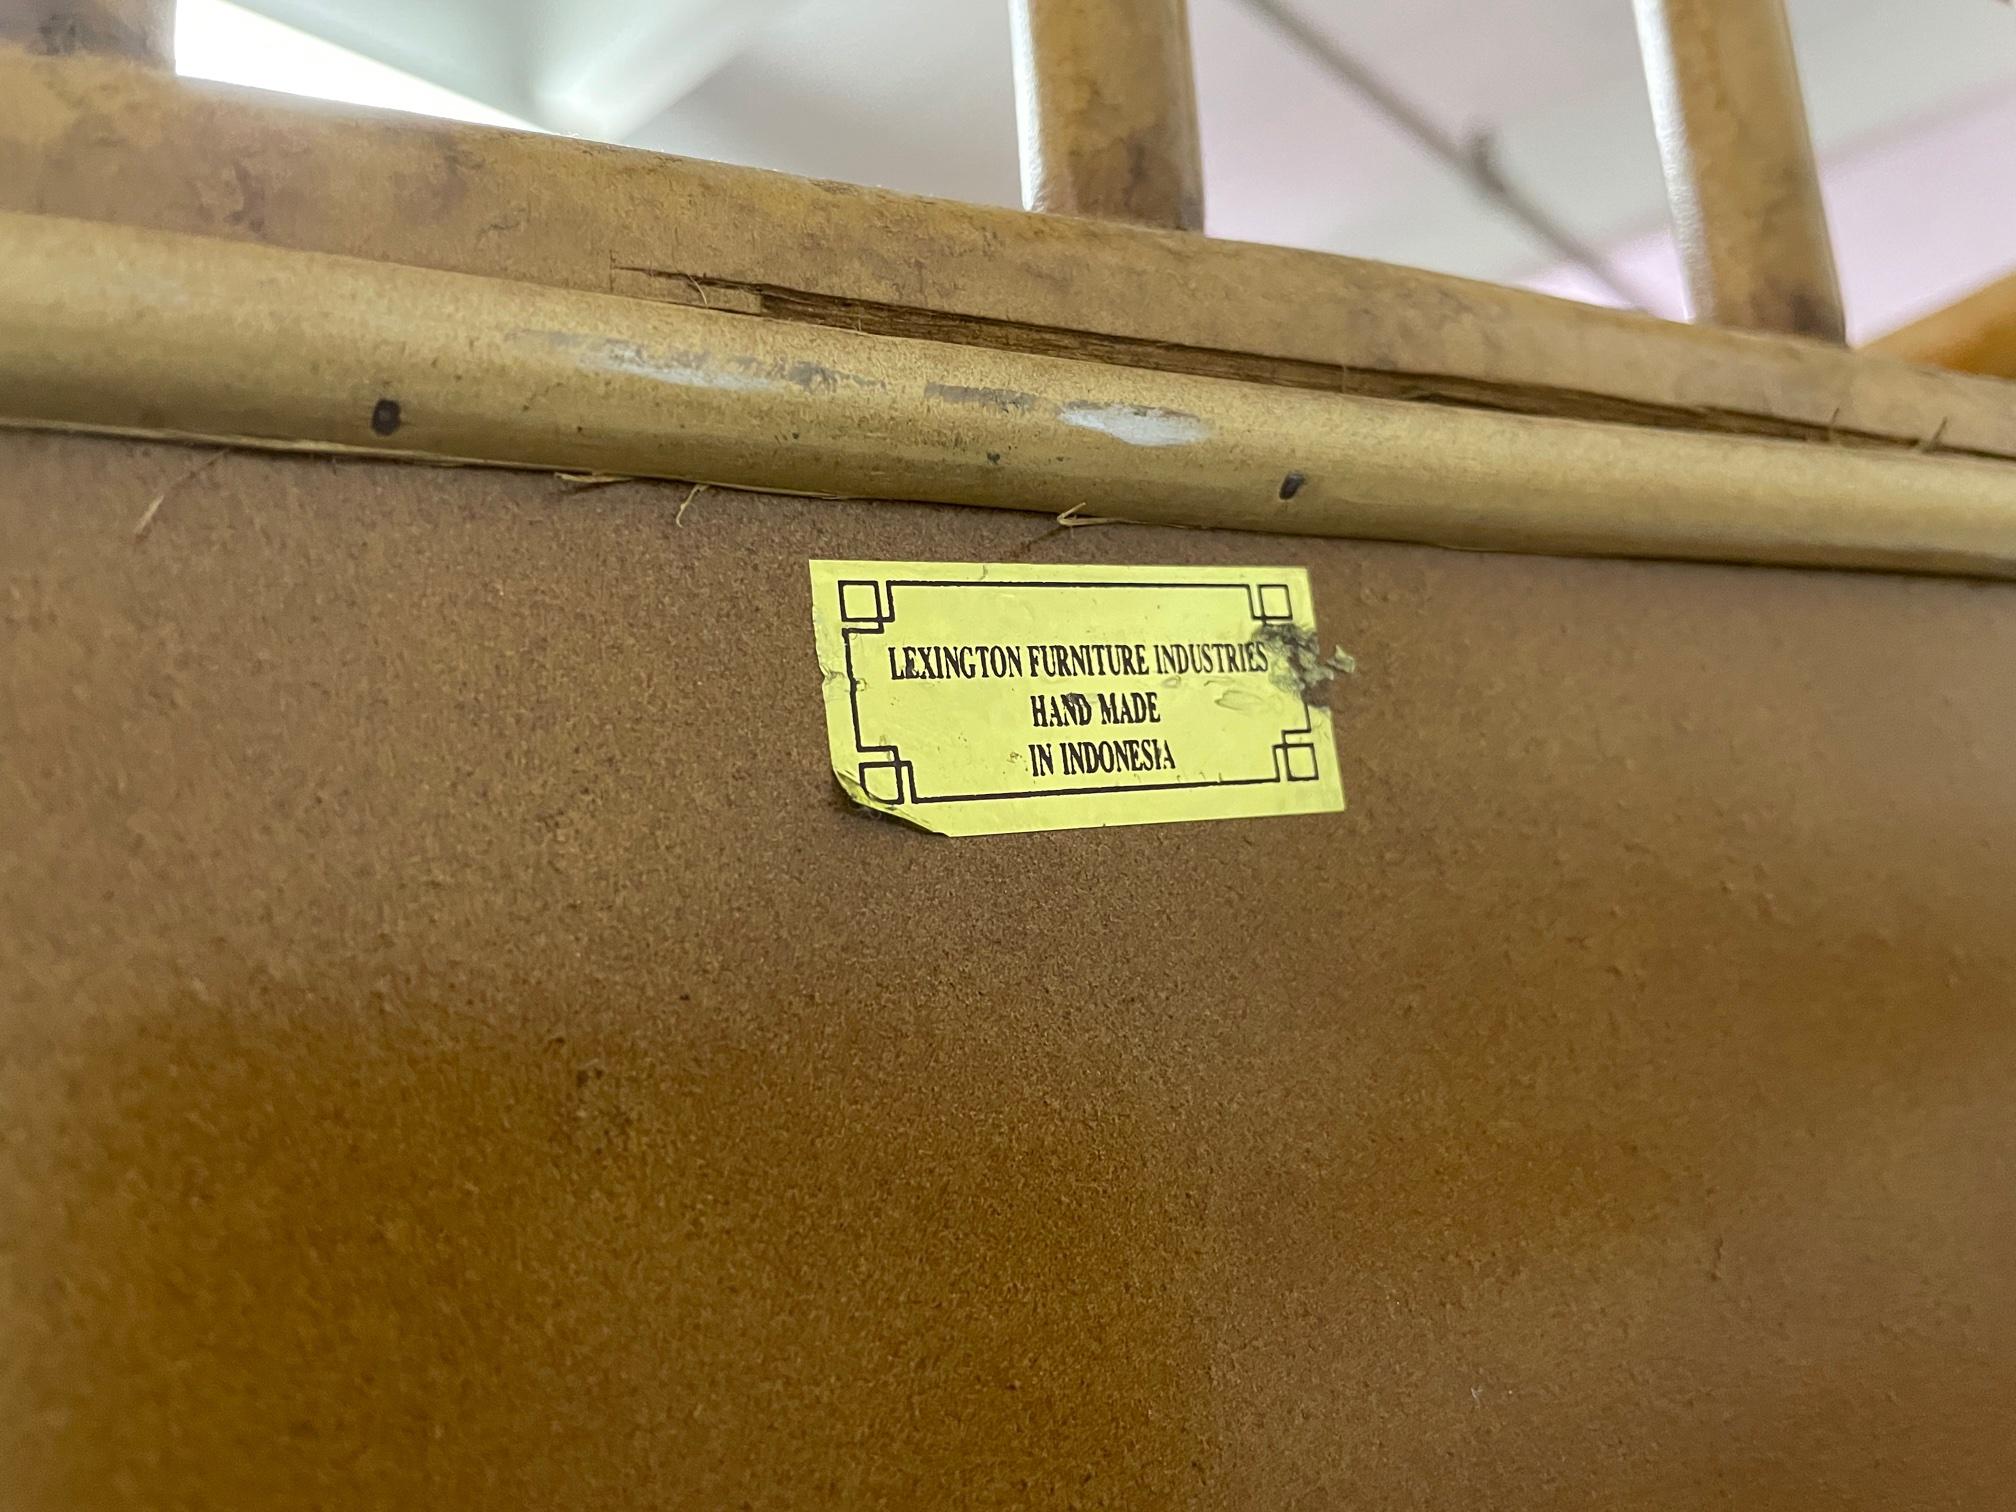 LEXINGTON FURNITURE INDUSTRIES
HAND MADE
IN INDONESIA